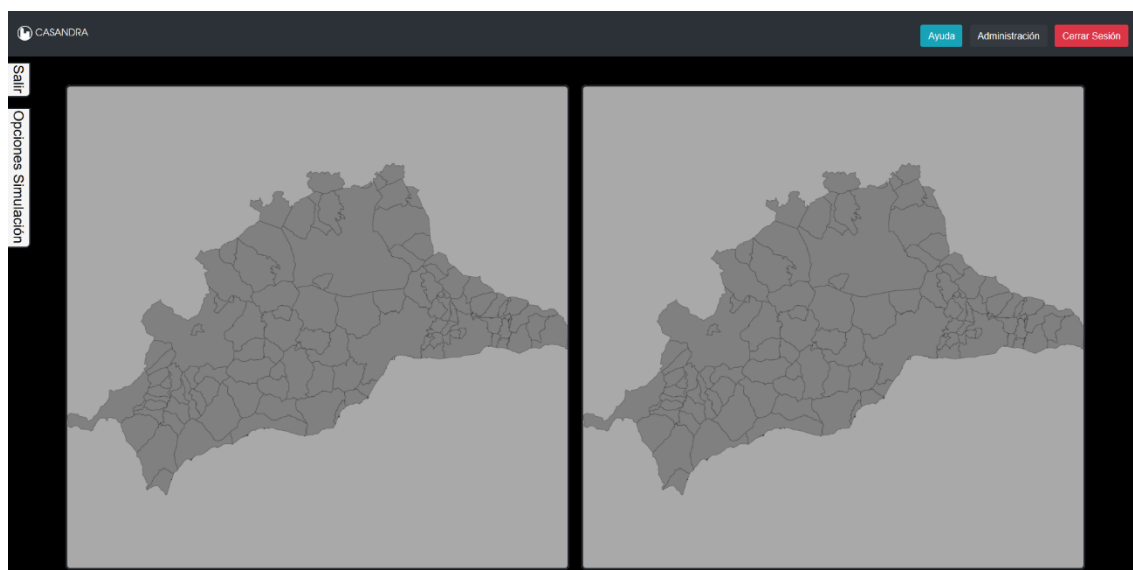 CASANDRA
Ayuda
Administración
Cerrar Sesión
Salir
Opciones Simulación